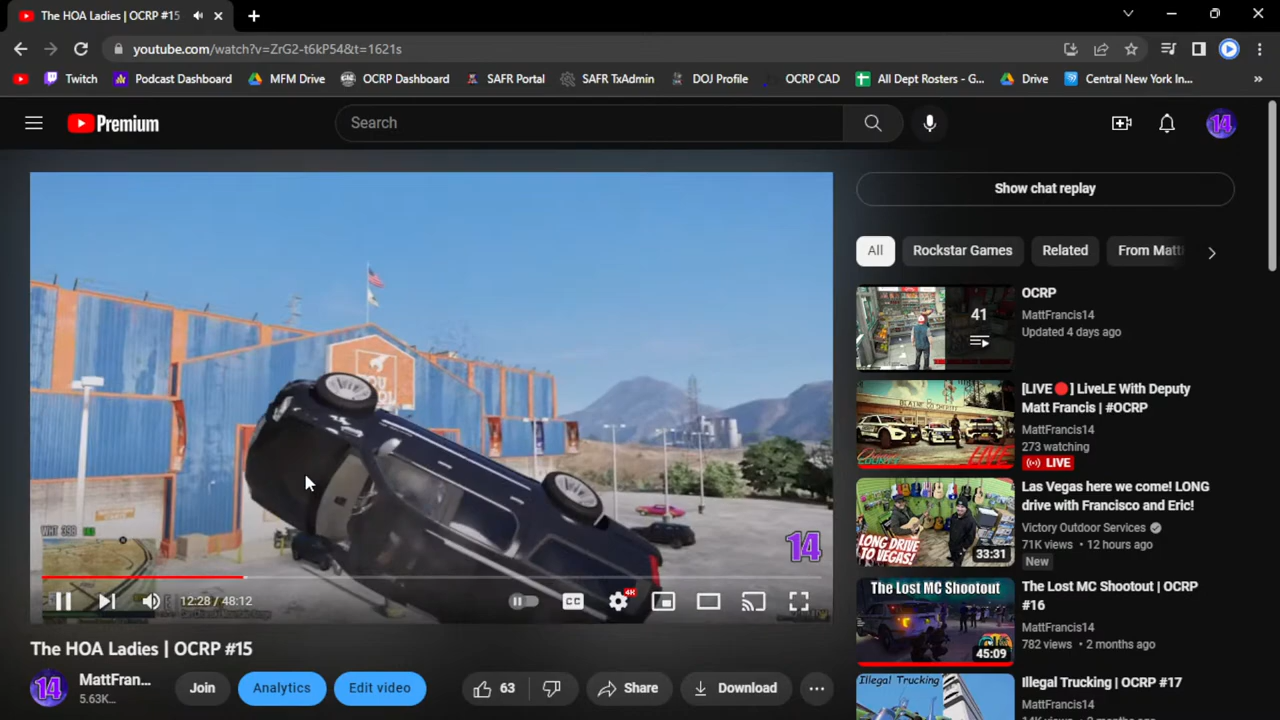 The HOA Ladies | OCRP #15
youtube.com/watch?v=ZrG2-t6kP54&t=1621s
Twitch
Podcast Dashboard
MFM Drive
OCRP Dashboard
SAFR Portal
SAFR TxAdmin
DOJ Profile
OCRP CAD
All Dept Rosters - G...
Drive
Central New York In...
»
Premium
Search
14
Show chat replay
All
Rockstar Games
Related
From Matt
41
OCRP
MattFrancis14
Updated 4 days ago
LIVE
[LIVE🔴] LiveLE With Deputy
Matt Francis | #OCRP
MattFrancis14
273 watching
LIVE
LONG DRIVE
TO VEGAS!
33:31
Las Vegas here we come! LONG
drive with Francisco and Eric!
Victory Outdoor Services
71K views • 12 hours ago
New
14
12:28 / 48:12
CC
4K
The Lost MC Shootout
45:09
The Lost MC Shootout | OCRP
#16
MattFrancis14
782 views • 2 months ago
The HOA Ladies | OCRP #15
14
MattFran...
5.63K...
Join
Analytics
Edit video
63
Share
Download
...
Illegal Trucking
Illegal Trucking | OCRP #17
MattFrancis14